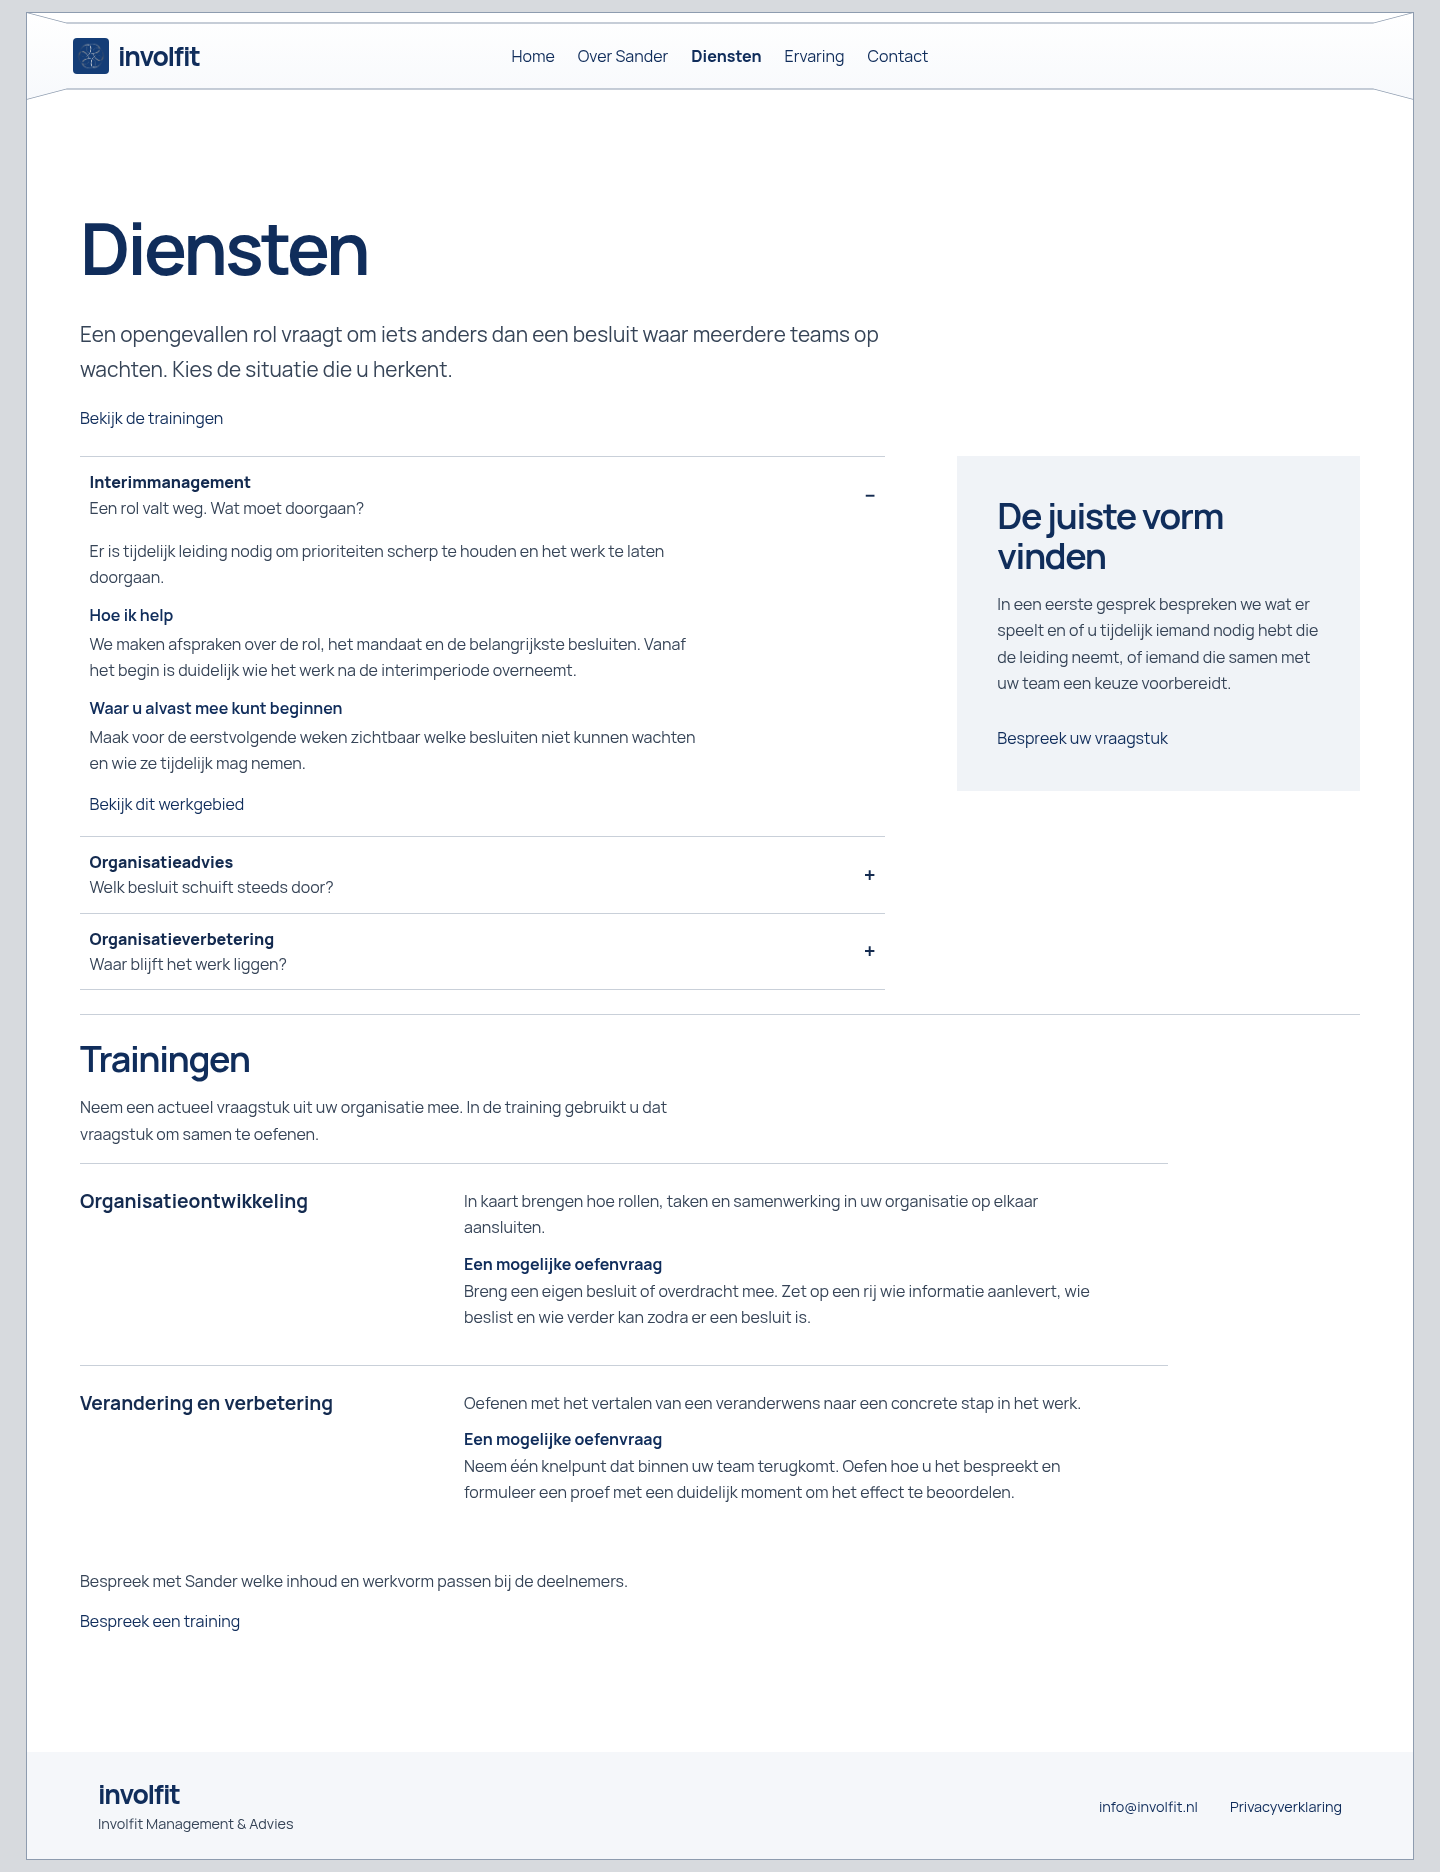 involfit
Home Over Sander Diensten Ervaring Contact
Diensten
Een opengevallen rol vraagt om iets anders dan een besluit waar meerdere teams op
wachten. Kies de situatie die u herkent.
Bekijk de trainingen
Interimmanagement
Een rol valt weg. Wat moet doorgaan?
–
Er is tijdelijk leiding nodig om prioriteiten scherp te houden en het werk te laten
doorgaan.
Hoe ik help
We maken afspraken over de rol, het mandaat en de belangrijkste besluiten. Vanaf
het begin is duidelijk wie het werk na de interimperiode overneemt.
Waar u alvast mee kunt beginnen
Maak voor de eerstvolgende weken zichtbaar welke besluiten niet kunnen wachten
en wie ze tijdelijk mag nemen.
Bekijk dit werkgebied
Organisatieadvies
Welk besluit schuift steeds door?
+
Organisatieverbetering
Waar blijft het werk liggen?
+
De juiste vorm
vinden
In een eerste gesprek bespreken we wat er
speelt en of u tijdelijk iemand nodig hebt die
de leiding neemt, of iemand die samen met
uw team een keuze voorbereidt.
Bespreek uw vraagstuk
Trainingen
Neem een actueel vraagstuk uit uw organisatie mee. In de training gebruikt u dat
vraagstuk om samen te oefenen.
Organisatieontwikkeling
In kaart brengen hoe rollen, taken en samenwerking in uw organisatie op elkaar
aansluiten.
Een mogelijke oefenvraag
Breng een eigen besluit of overdracht mee. Zet op een rij wie informatie aanlevert, wie
beslist en wie verder kan zodra er een besluit is.
Verandering en verbetering
Oefenen met het vertalen van een veranderwens naar een concrete stap in het werk.
Een mogelijke oefenvraag
Neem één knelpunt dat binnen uw team terugkomt. Oefen hoe u het bespreekt en
formuleer een proef met een duidelijk moment om het effect te beoordelen.
Bespreek met Sander welke inhoud en werkvorm passen bij de deelnemers.
Bespreek een training
involfit
Involfit Management & Advies
info@involfit.nl Privacyverklaring